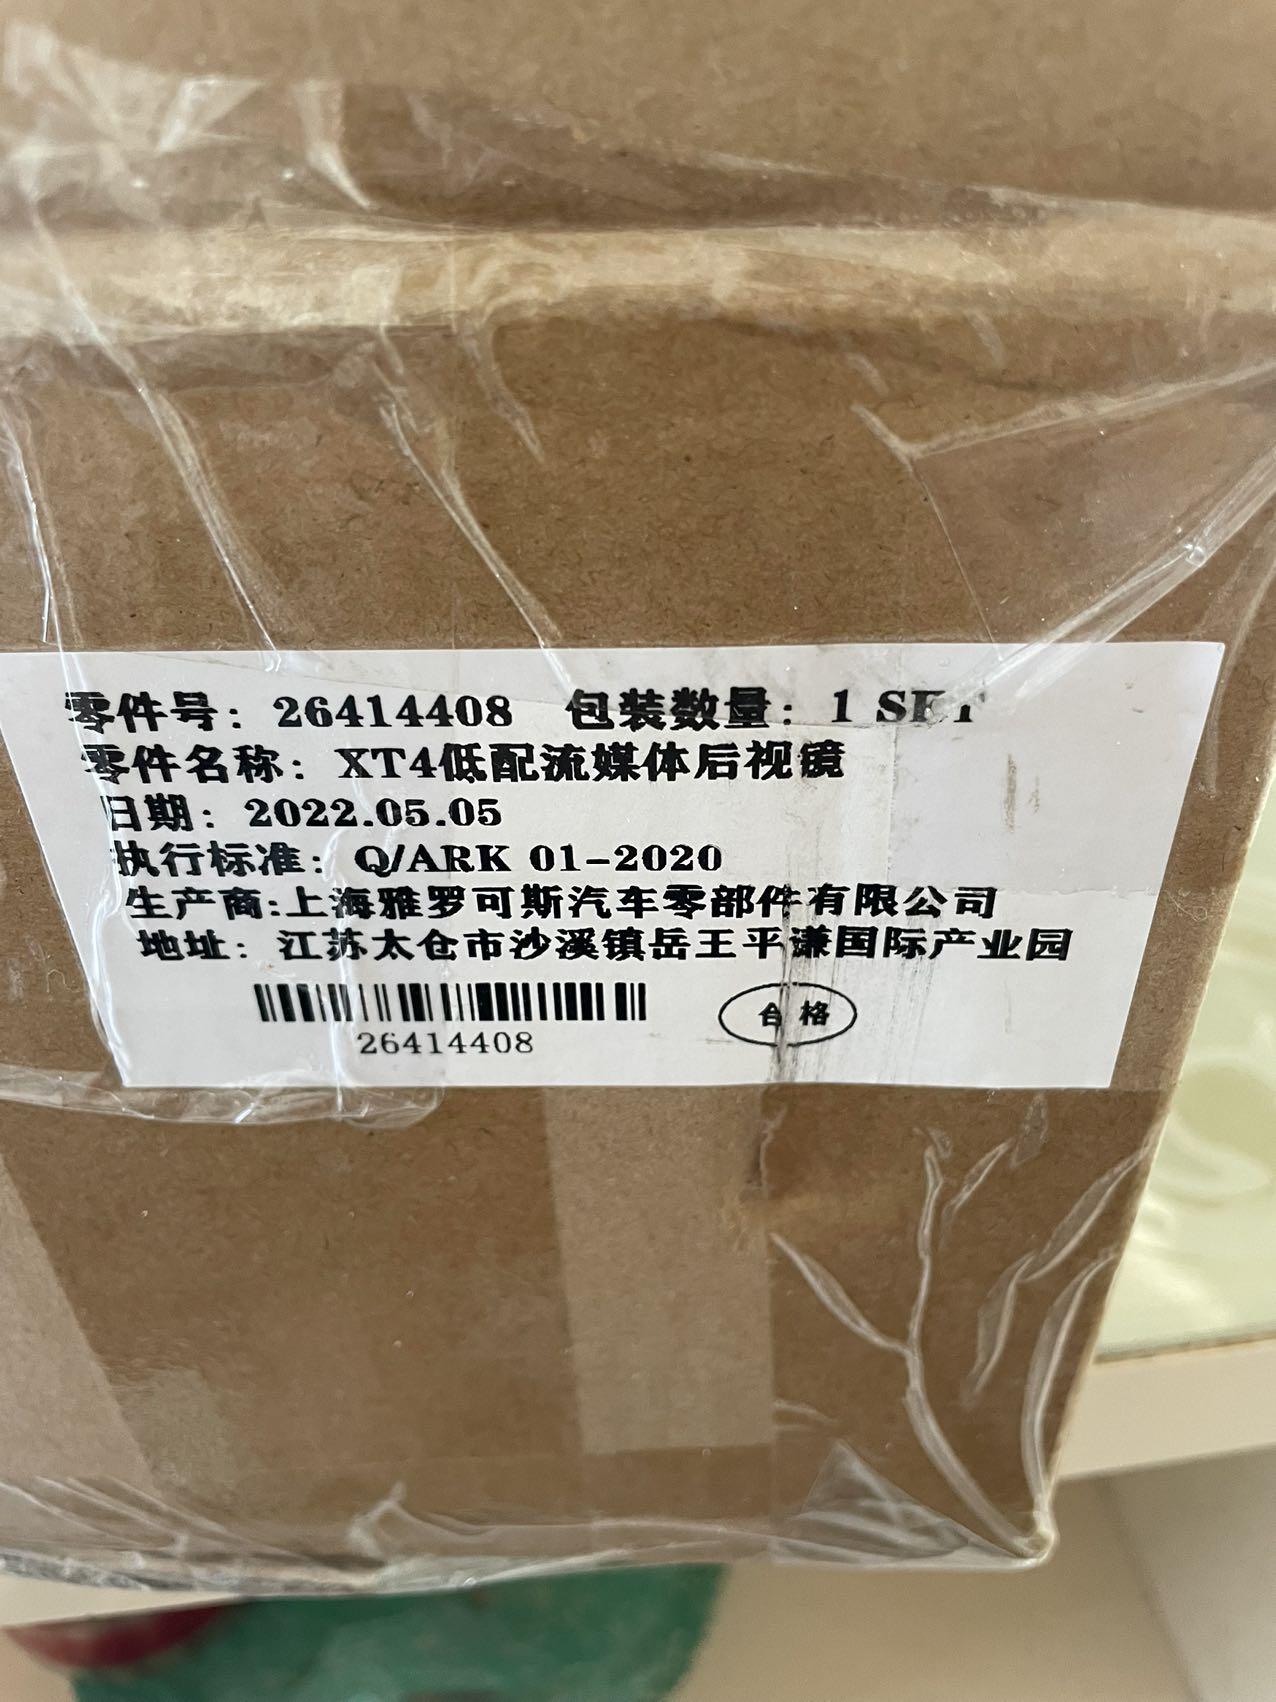 零件号: 26414408 包装数量: 1 SET
零件名称: XT4低配流媒体后视镜
日期: 2022.05.05
执行标准: Q/ARK 01-2020
生产商:上海雅罗可斯汽车零部件有限公司
地址: 江苏太仓市沙溪镇岳王平谦国际产业园
26414408
合格